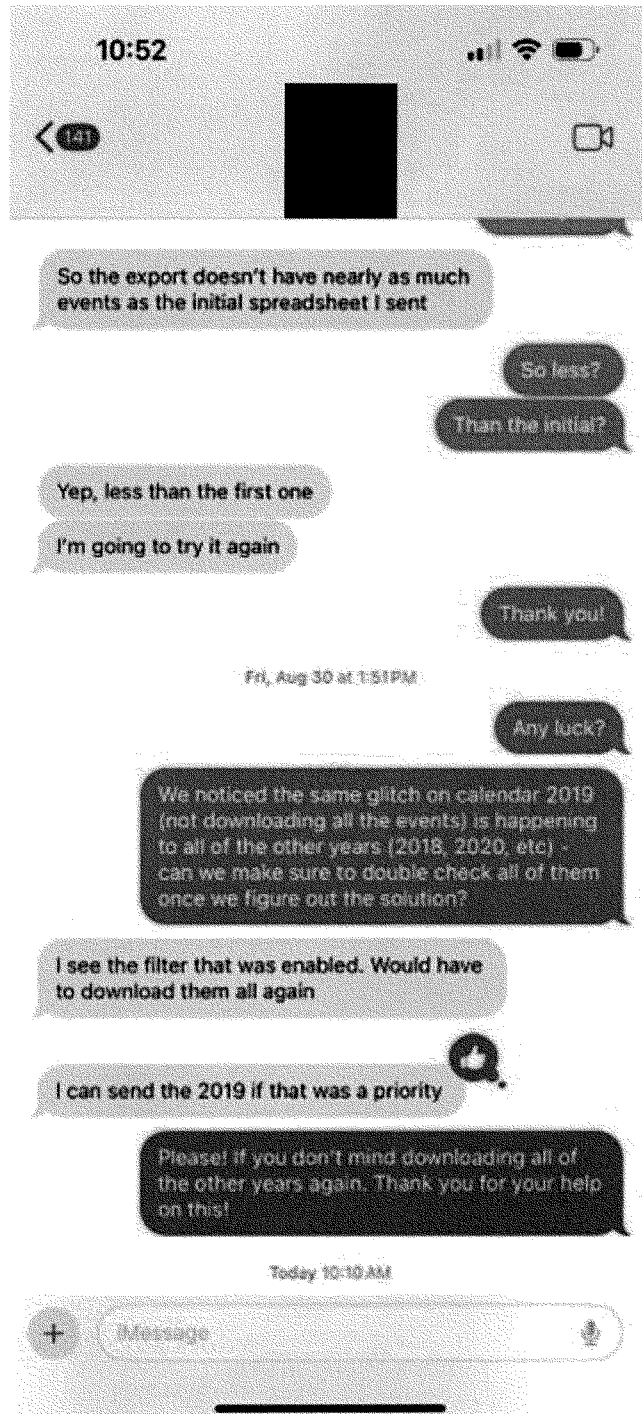 10:52
141
So the export doesn't have nearly as much
events as the initial spreadsheet I sent
So less?
Than the initial?
Yep, less than the first one
I'm going to try it again
Thank you!
Fri, Aug 30 at 1:51 PM
Any luck?
We noticed the same glitch on calendar 2019
(not downloading all the events) is happening
to all of the other years (2018, 2020, etc) -
can we make sure to double check all of them
once we figure out the solution?
I see the filter that was enabled. Would have
to download them all again
I can send the 2019 if that was a priority
Please! If you don't mind downloading all of
the other years again. Thank you for your help
on this!
Today 10:10 AM
iMessage